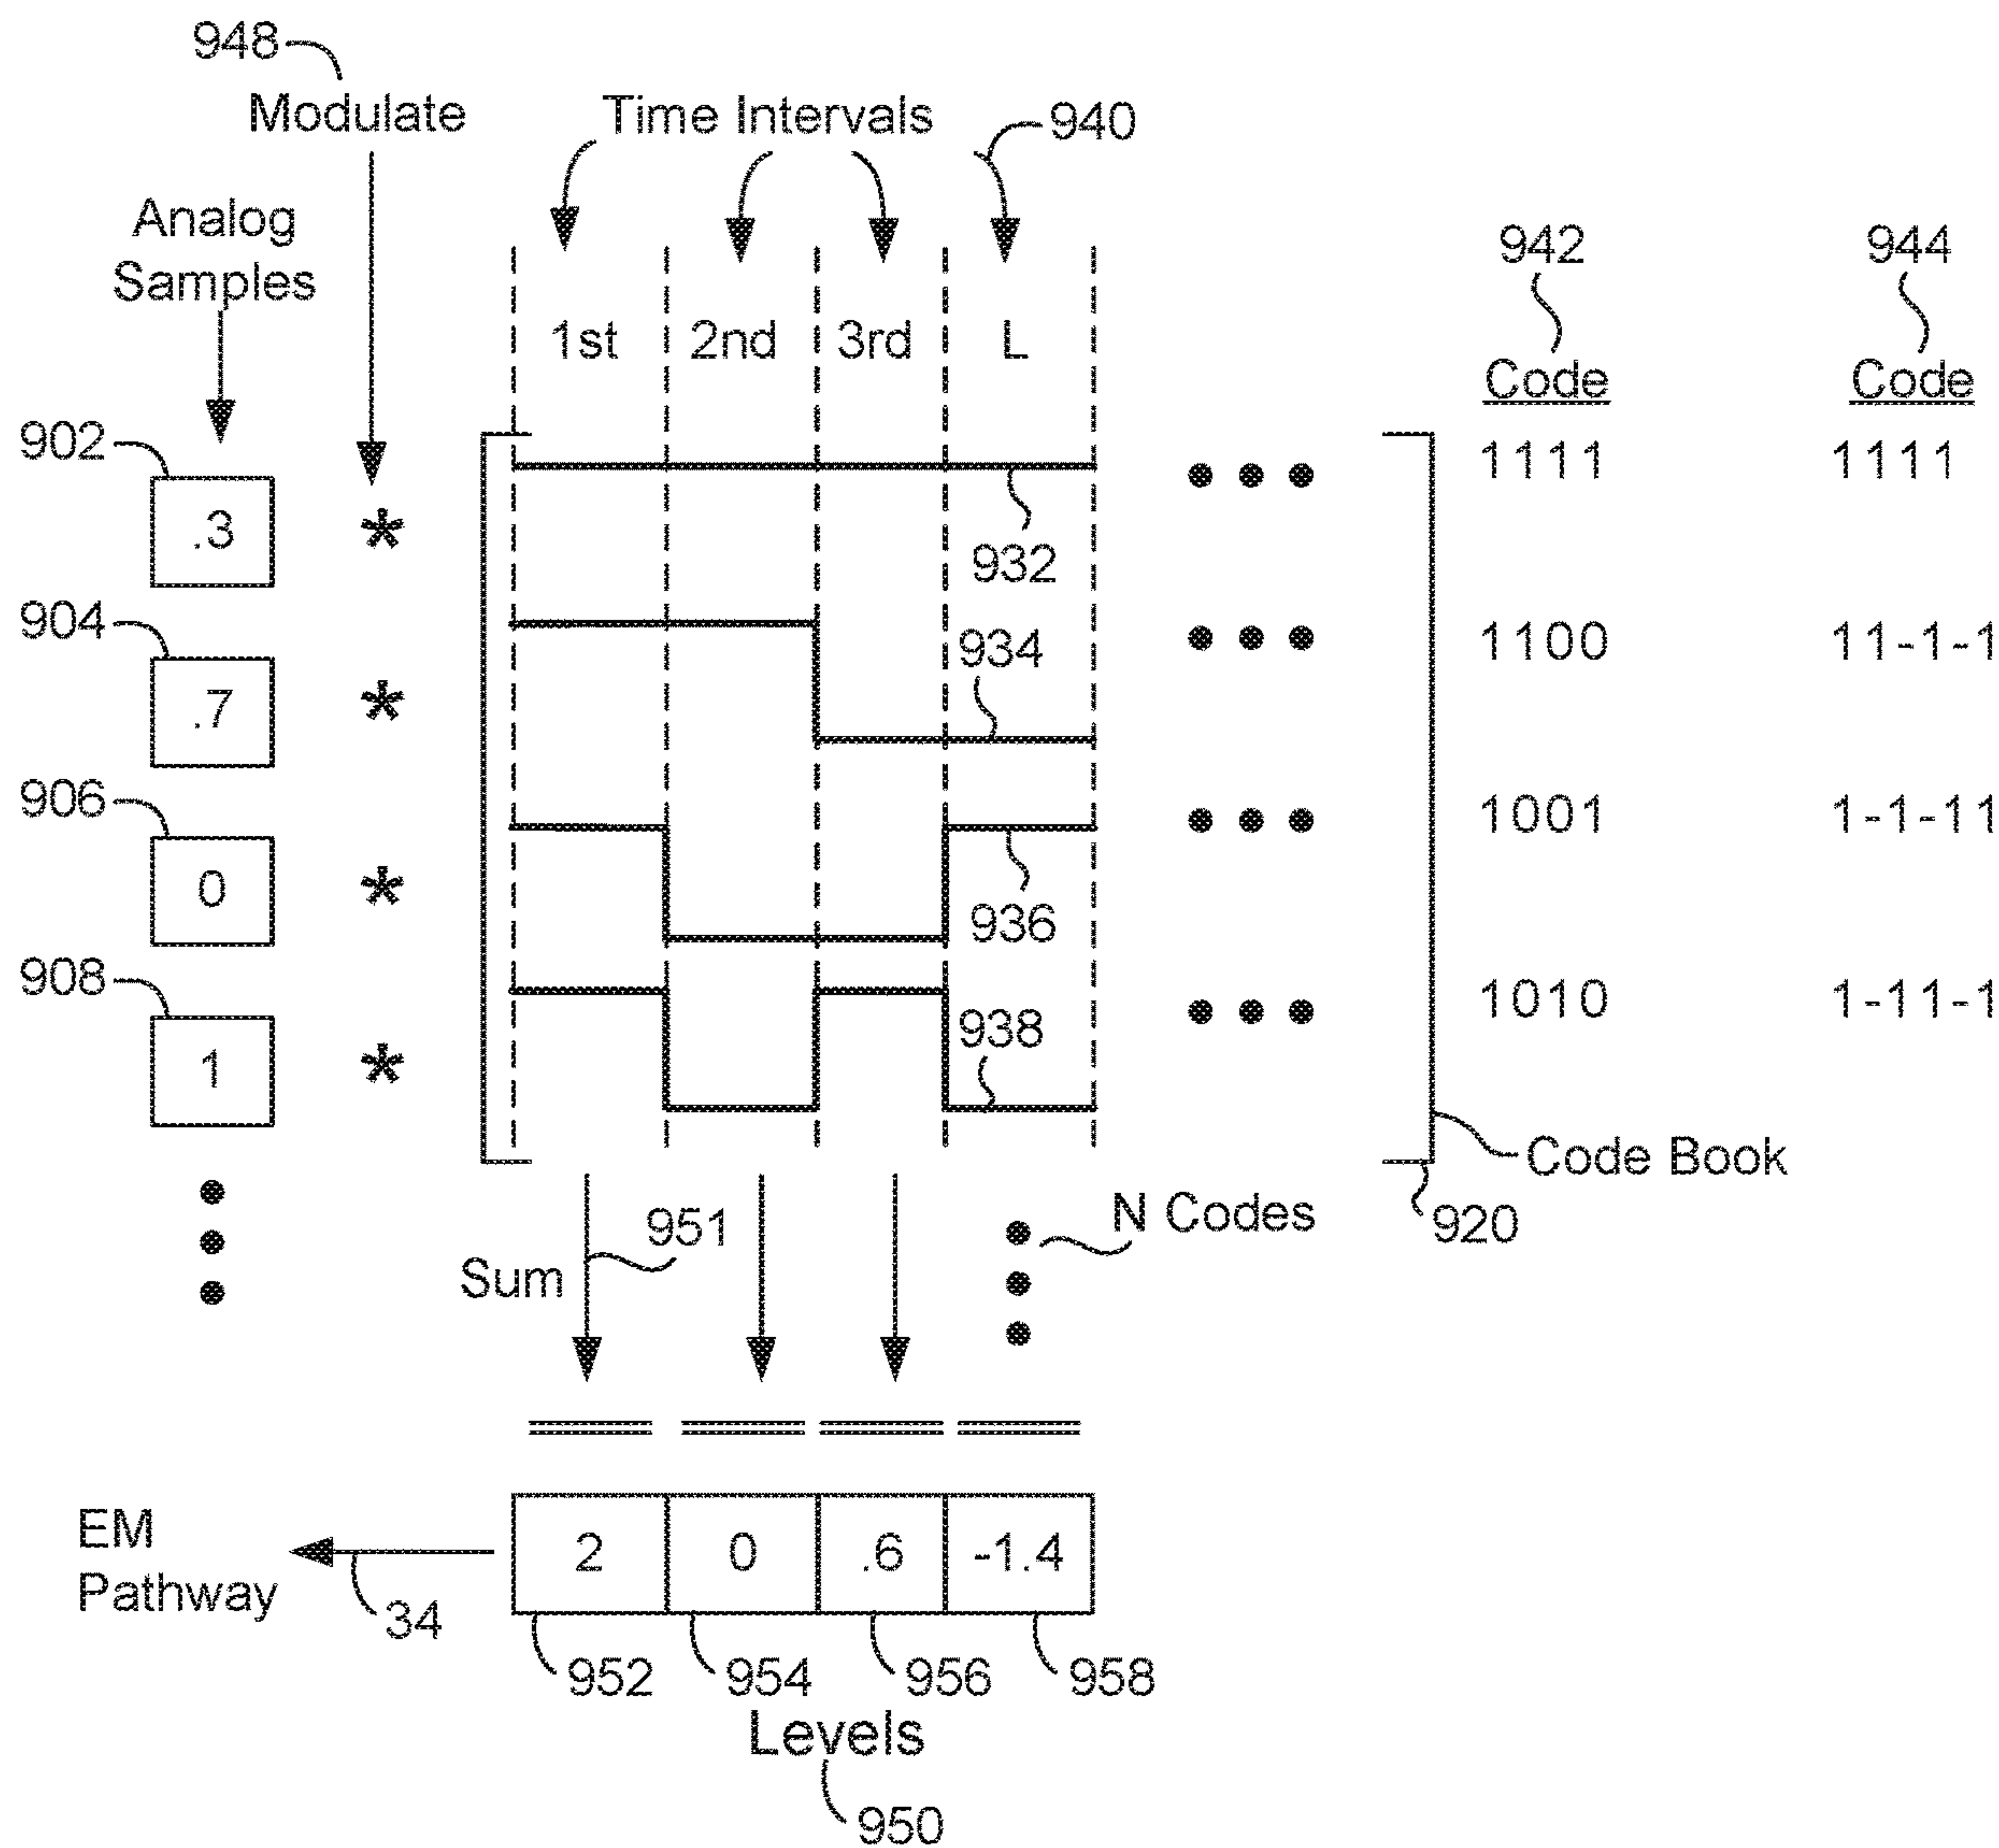 948
Modulate
Time Intervals
940
Analog
Samples
942
944
1st 2nd 3rd L
Code
Code
902
1111
1111
.3
*
932
904
934
1100
11-1-1
.7
*
906
1001
1-1-11
0
*
936
908
938
1010
1-11-1
1
*
Code Book
N Codes
920
951
Sum
EM
Pathway
34
2 0 .6 -1.4
952 954 956 958
Levels
950